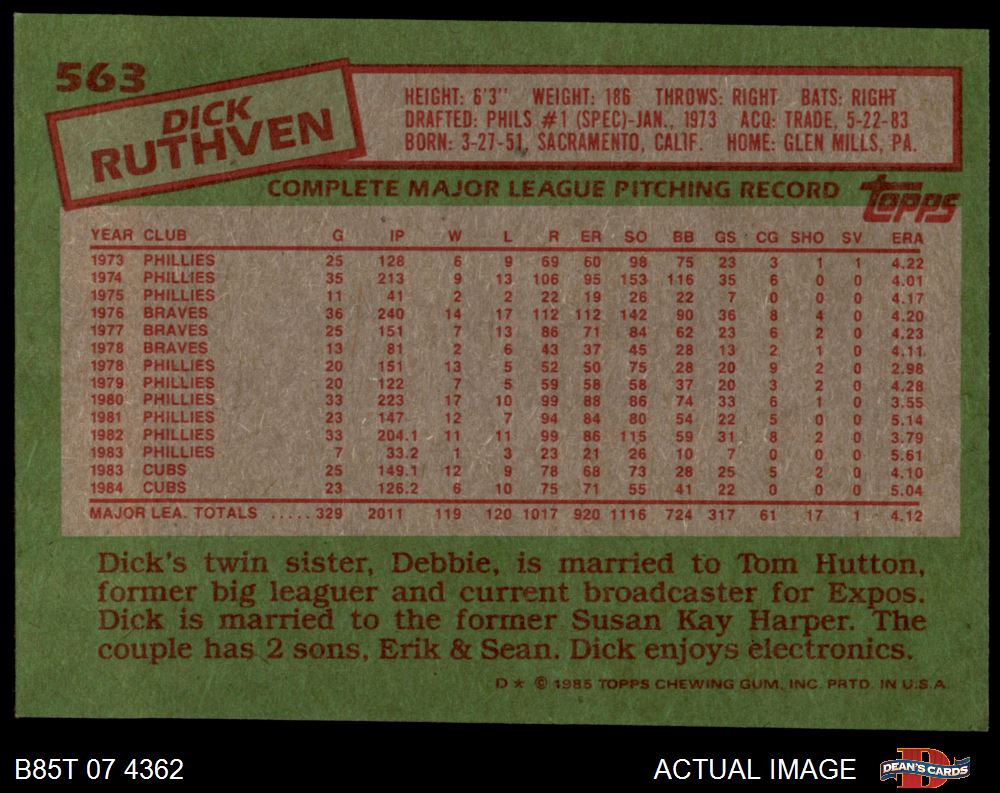 563
DICK
RUTHVEN
HEIGHT: 6'3" WEIGHT: 186 THROWS: RIGHT BATS: RIGHT
DRAFTED: PHILS #1 (SPEC)-JAN., 1973 ACQ: TRADE, 5-22-83
BORN: 3-27-51, SACRAMENTO, CALIF. HOME: GLEN MILLS, PA.
COMPLETE MAJOR LEAGUE PITCHING RECORD
Topps
YEAR CLUB G IP W L R ER SO BB GS CG SHO SV ERA
1973 PHILLIES 25 128 6 9 69 60 98 75 23 3 1 1 4.22
1974 PHILLIES 35 213 9 13 106 95 153 116 35 6 0 0 4.01
1975 PHILLIES 11 41 2 2 22 19 26 22 7 0 0 0 4.17
1976 BRAVES 36 240 14 17 112 112 142 90 36 8 4 0 4.20
1977 BRAVES 25 151 7 13 86 71 84 62 23 6 2 0 4.23
1978 BRAVES 13 81 2 6 43 37 45 28 13 2 1 0 4.11
1978 PHILLIES 20 151 13 5 52 50 75 28 20 9 2 0 2.98
1979 PHILLIES 20 122 7 5 59 58 58 37 20 3 2 0 4.28
1980 PHILLIES 33 223 17 10 99 88 86 74 33 6 1 0 3.55
1981 PHILLIES 23 147 12 7 94 84 80 54 22 5 0 0 5.14
1982 PHILLIES 33 204.1 11 11 99 86 115 59 31 8 2 0 3.79
1983 PHILLIES 7 33.2 1 3 23 21 26 10 7 0 0 0 5.61
1983 CUBS 25 149.1 12 9 78 68 73 28 25 5 2 0 4.10
1984 CUBS 23 126.2 6 10 75 71 55 41 22 0 0 0 5.04
MAJOR LEA. TOTALS ..... 329 2011 119 120 1017 920 1116 724 317 61 17 1 4.12
Dick's twin sister, Debbie, is married to Tom Hutton,
former big leaguer and current broadcaster for Expos.
Dick is married to the former Susan Kay Harper. The
couple has 2 sons, Erik & Sean. Dick enjoys electronics.
D * © 1985 TOPPS CHEWING GUM, INC. PRTD. IN U.S.A.
B85T 07 4362 ACTUAL IMAGE
DEAN'S CARDS